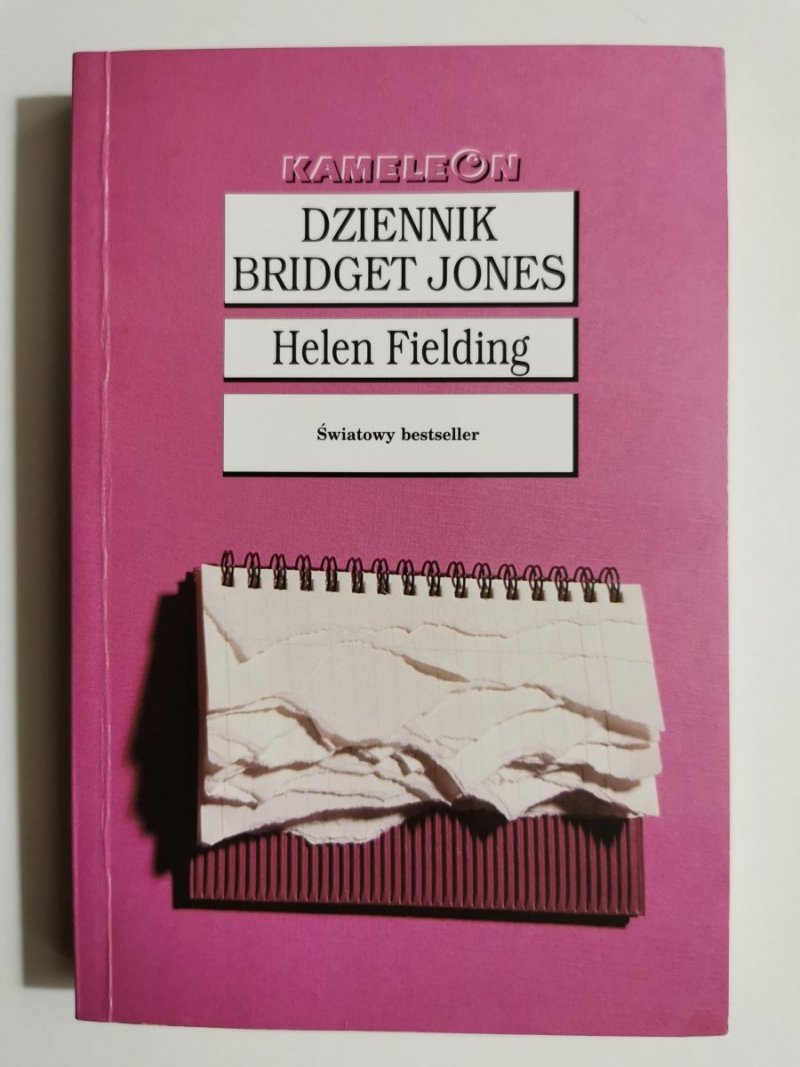 KAMELEON
DZIENNIK
BRIDGET JONES
Helen Fielding
Światowy bestseller